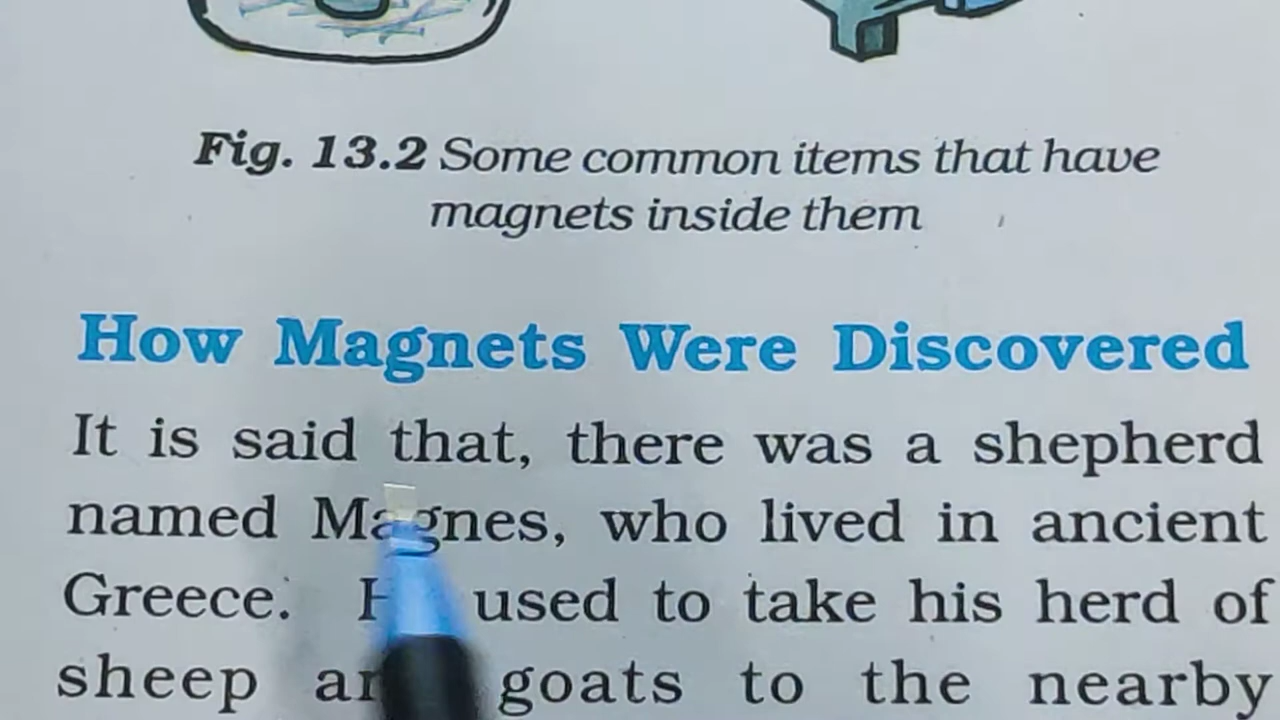 Fig. 13.2 Some common items that have
magnets inside them
How Magnets Were Discovered
It is said that, there was a shepherd
named Magnes, who lived in ancient
Greece. used to take his herd of
sheep goats to the nearby